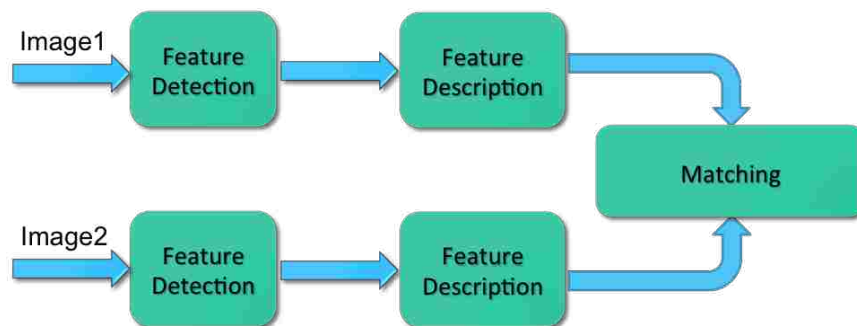 Image1
Feature
Detection
Feature
Description
Matching
Image2
Feature
Detection
Feature
Description